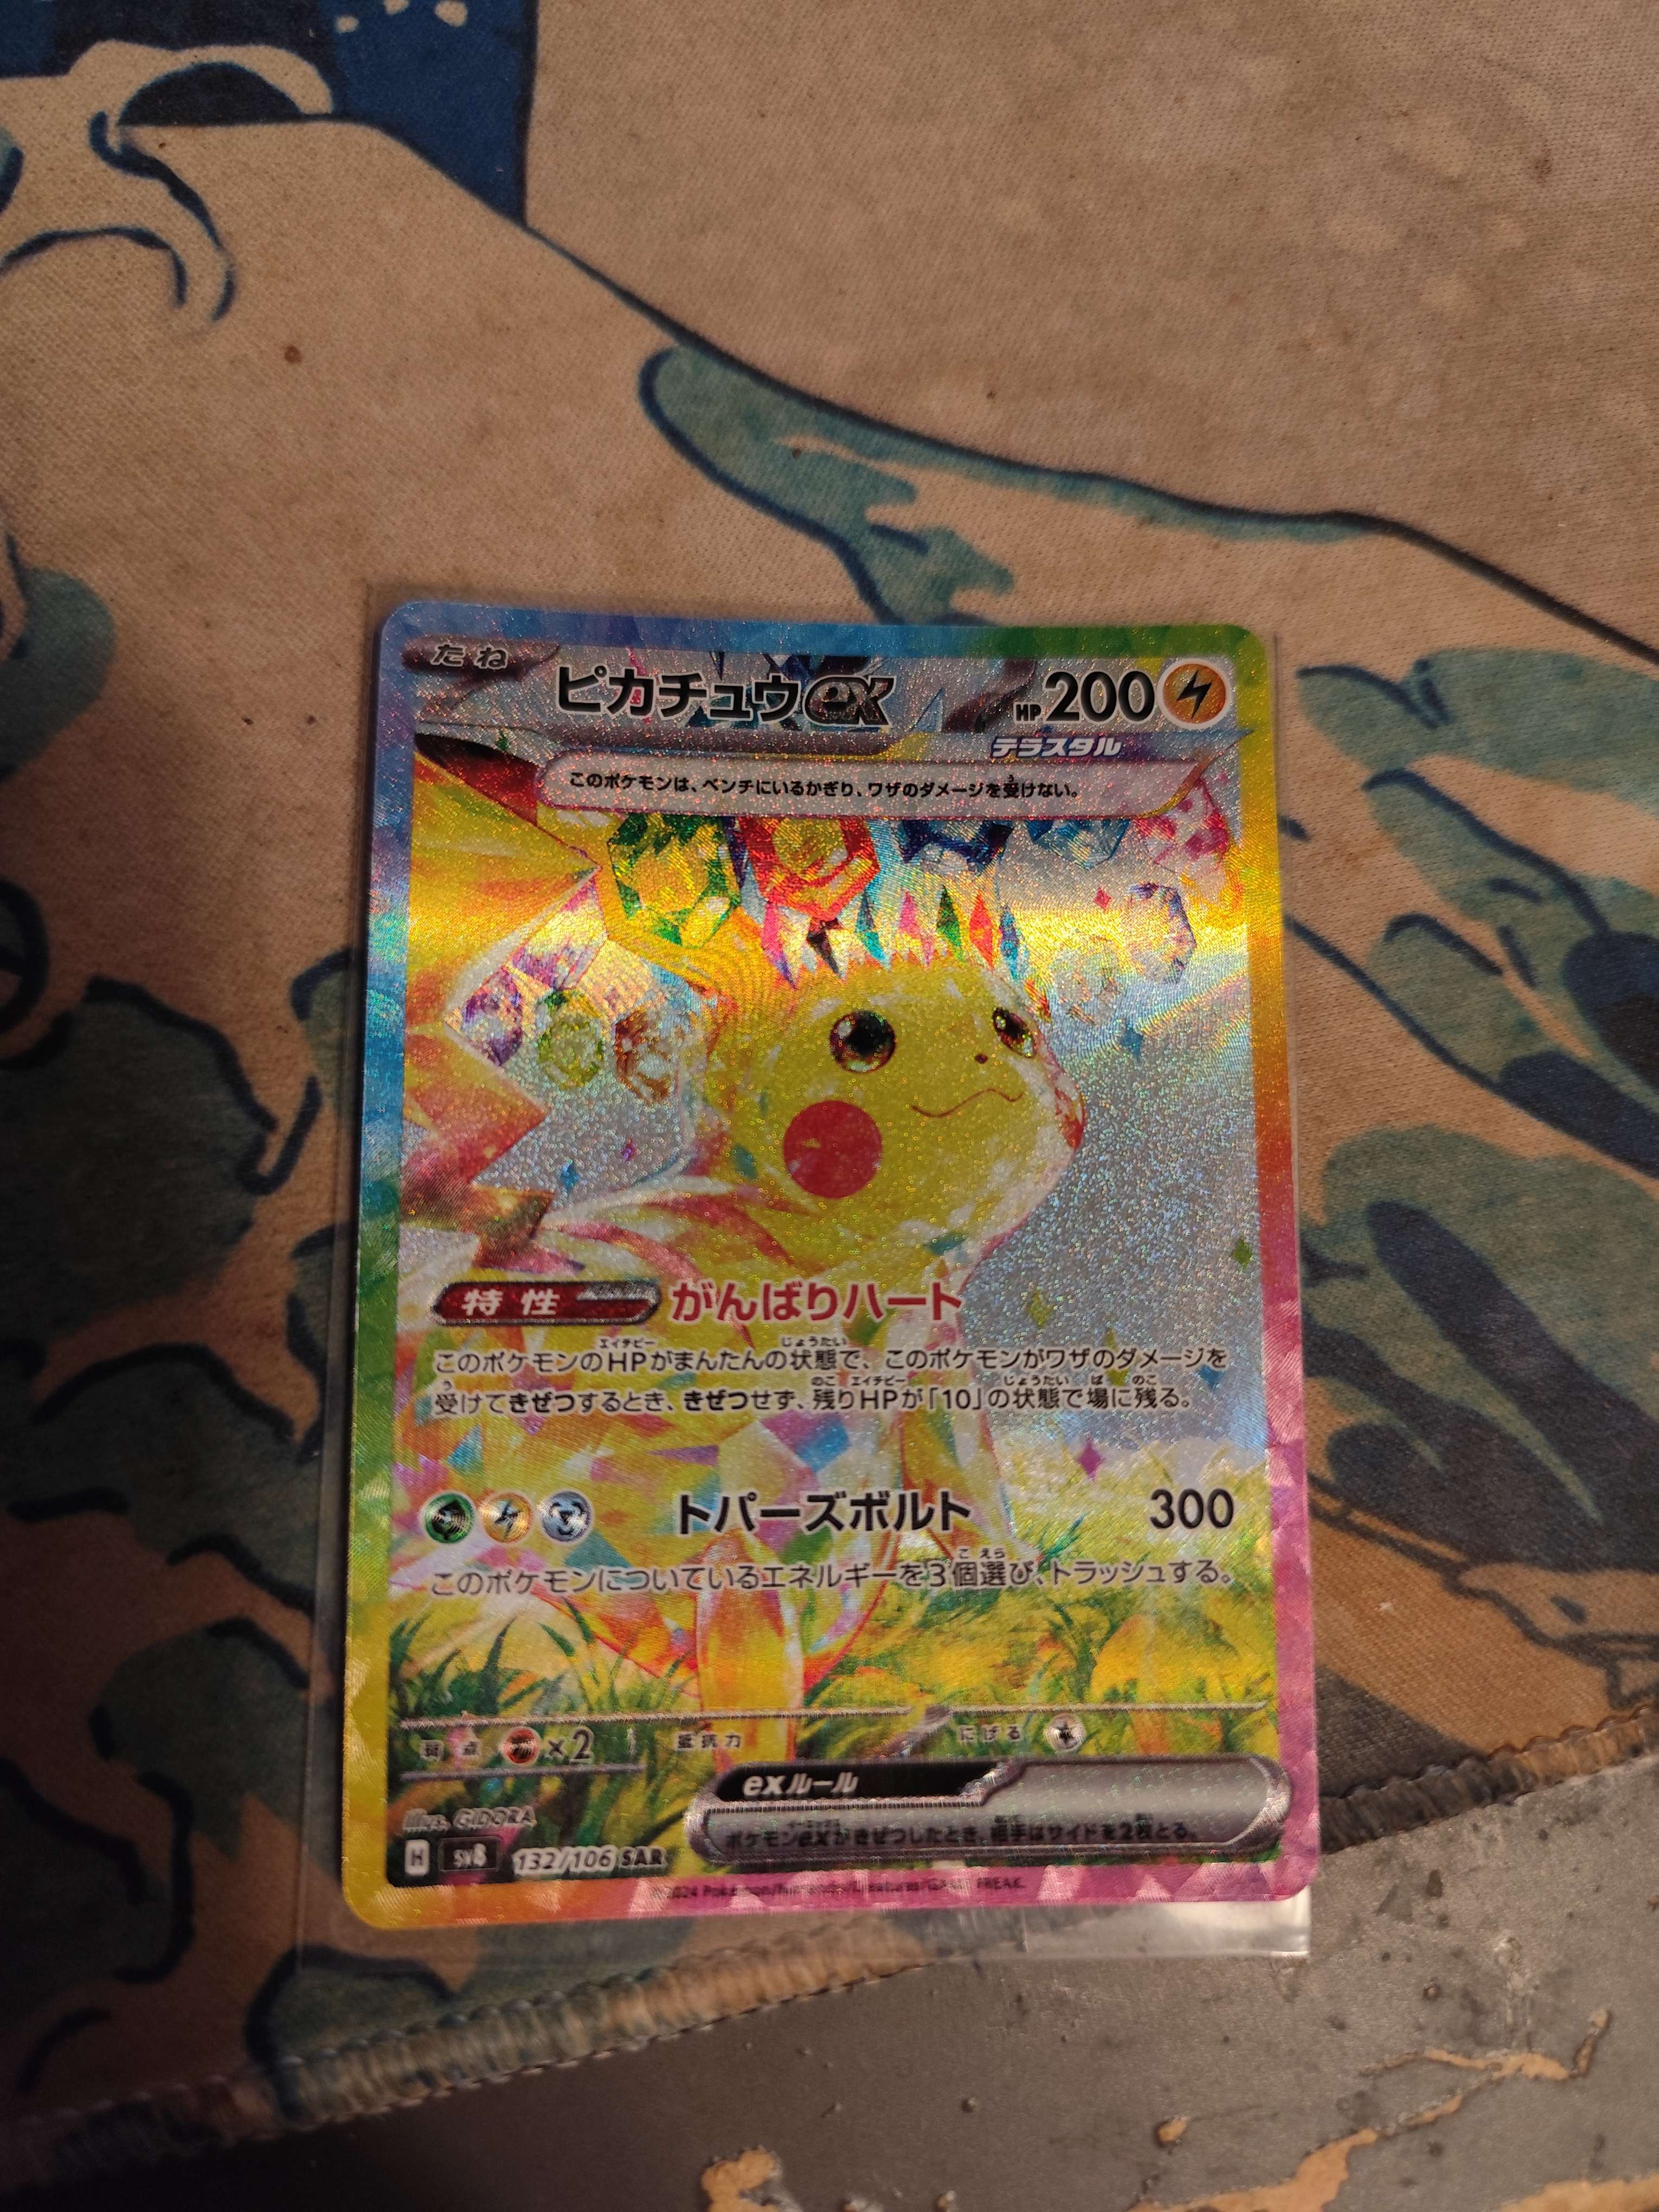 たね
ピカチュウex HP 200
テラスタル
このポケモンは、ベンチにいるかぎり、ワザのダメージを受けない。
特性 がんばりハート
このポケモンのHPがまんたんの状態で、このポケモンがワザのダメージを
受けてきぜつするとき、きぜつせず、残りHPが「10」の状態で場に残る。
トパーズボルト 300
このポケモンについているエネルギーを3個選び、トラッシュする。
弱点 ×2 抵抗力 にげる
exルール
ポケモンexがきぜつしたとき、相手はサイドを2枚とる。
Illus. GIDORA
H sv8 132/106 SAR
©2024 Pokémon/Nintendo/Creatures/GAME FREAK.